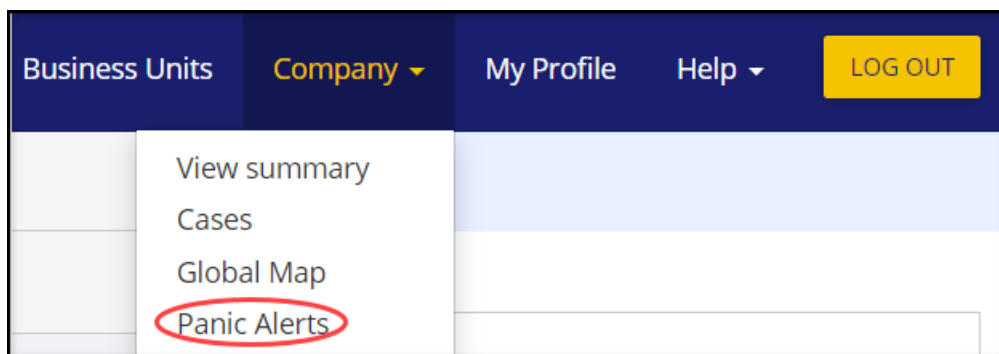 Business Units Company My Profile Help LOG OUT
View summary
Cases
Global Map
Panic Alerts